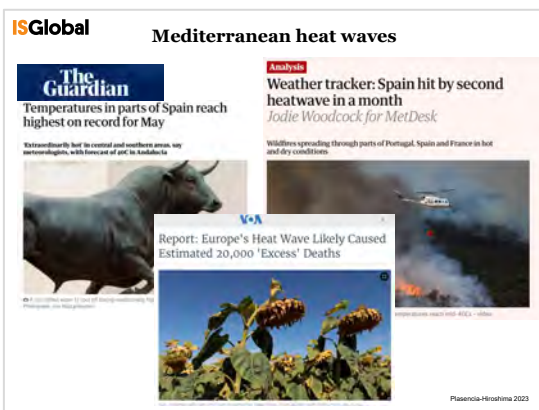 ISGlobal
Mediterranean heat waves
The
Guardian
Temperatures in parts of Spain reach
highest on record for May
'Extraordinarily hot' in central and southern areas, say
meteorologists, with forecast of 40C in Andalucía
Analysis
Weather tracker: Spain hit by second
heatwave in a month
Jodie Woodcock for MetDesk
Wildfires spreading through parts of Portugal, Spain and France in hot
and dry conditions
VOA
Report: Europe's Heat Wave Likely Caused
Estimated 20,000 'Excess' Deaths
Plasencia-Hiroshima 2023